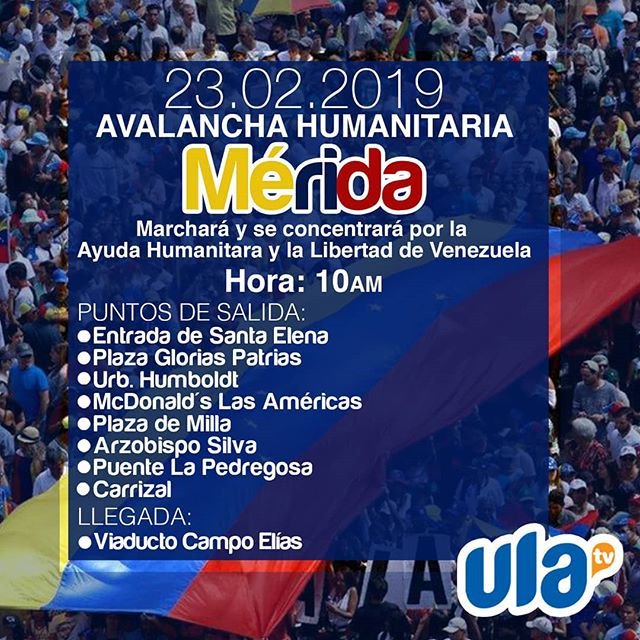 23.02.2019
AVALANCHA HUMANITARIA
Mérida
Marchará y se concentrará por la
Ayuda Humanitara y la Libertad de Venezuela
Hora: 10AM
PUNTOS DE SALIDA:
●Entrada de Santa Elena
●Plaza Glorias Patrias
●Urb. Humboldt
●McDonald´s Las Américas
●Plaza de Milla
●Arzobispo Silva
●Puente La Pedregosa
●Carrizal
LLEGADA:
●Viaducto Campo Elías
ula tv